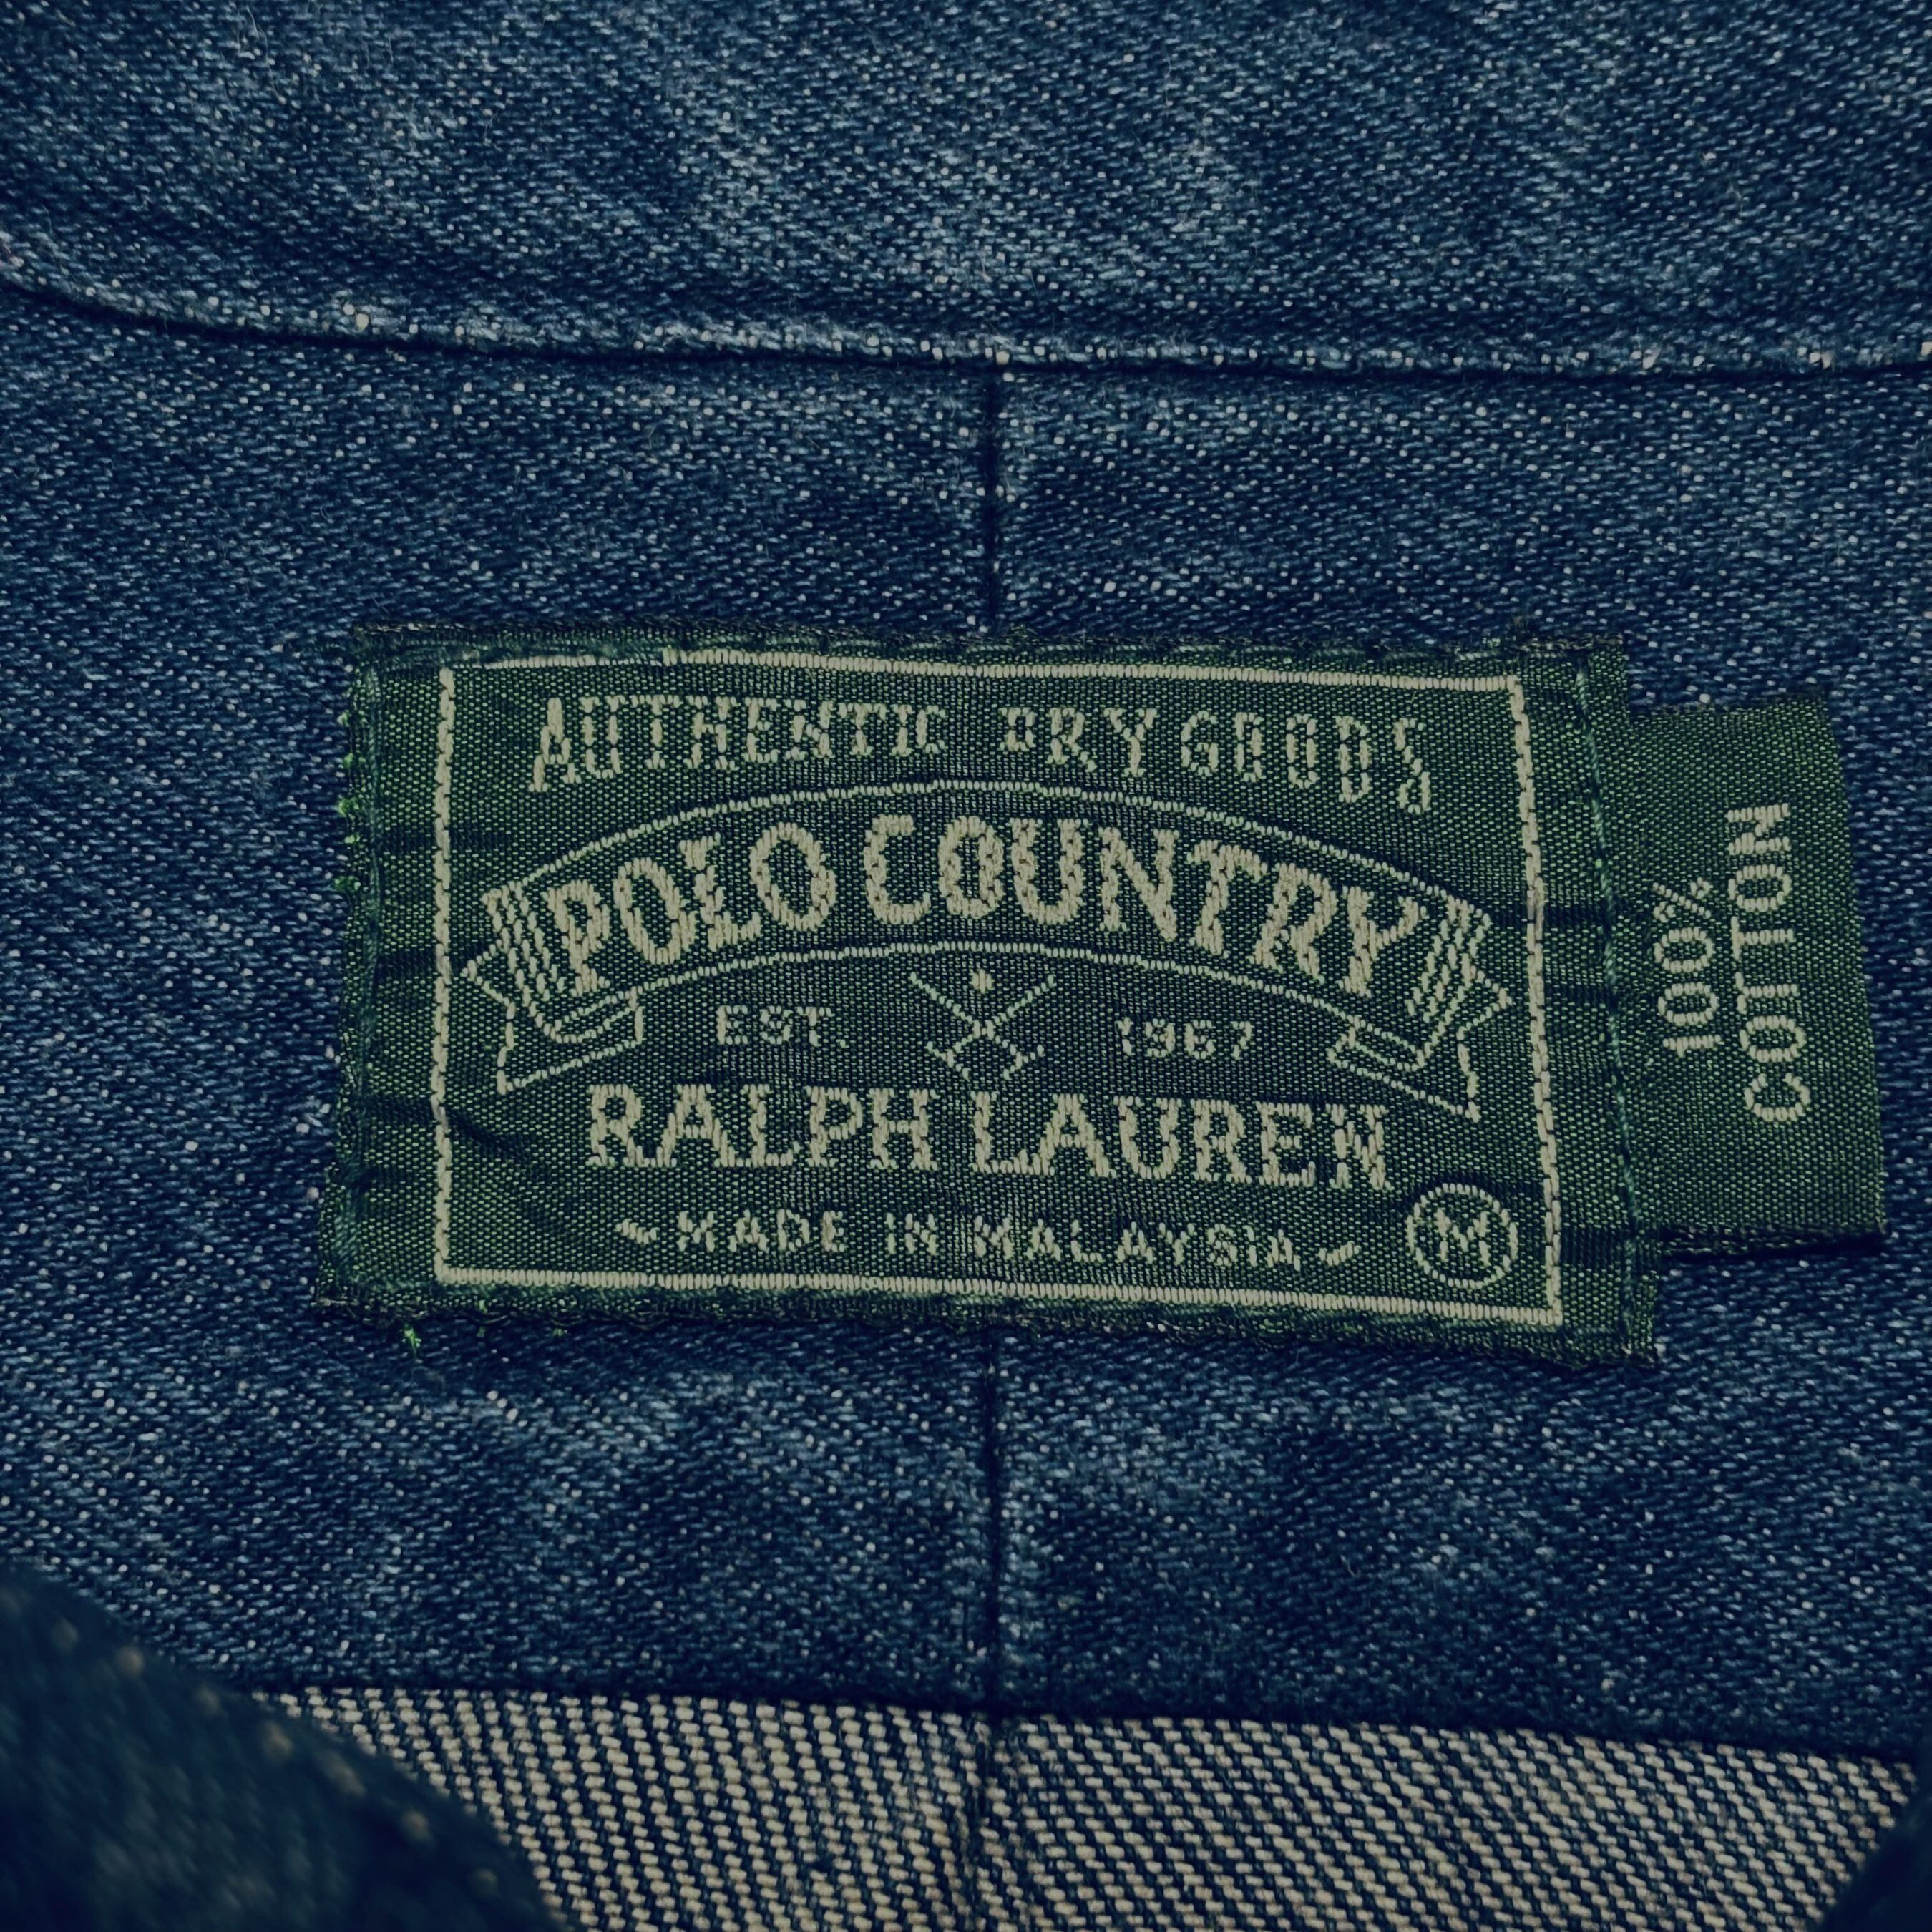 AUTHENTIC DRY GOODS
POLO COUNTRY
EST. 1967
RALPH LAUREN
MADE IN MALAYSIA
M
100%
COTTON